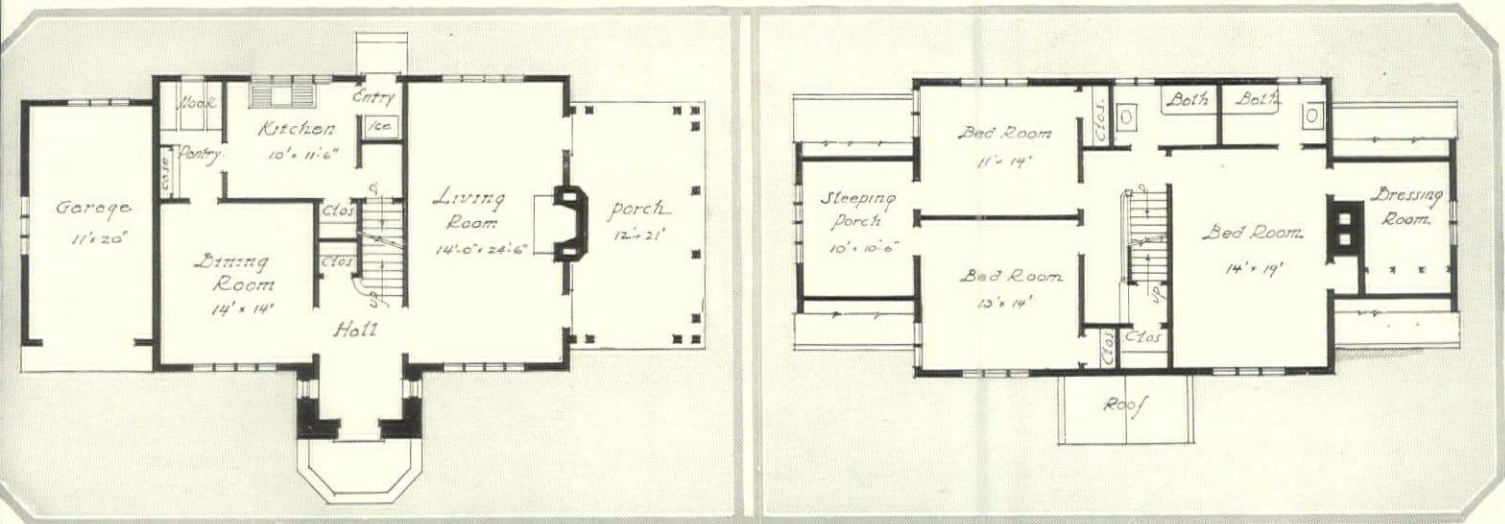 Nook
Entry
Ice
Kitchen
10' x 11'-6"
Pantry
Case
Garage
11' x 20'
Dining
Room
14' x 14'
Clos
Clos
Up
Hall
Living
Room
14'-0" x 24'-6"
Porch
12' x 21'
Bed Room
11' x 14'
Clos.
Bath
Bath
Sleeping
Porch
10' x 10'-6"
Bed Room
13' x 14'
Clos
Clos
Up
Bed Room
14' x 19'
Dressing
Room
Roof